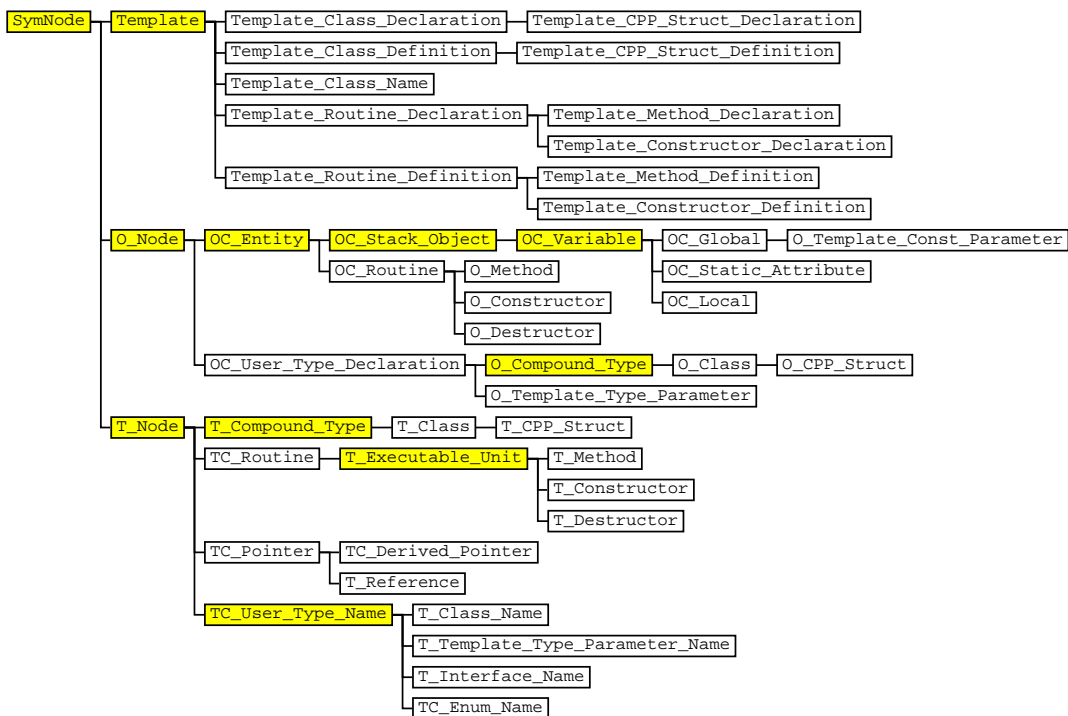 SymNode Template Template_Class_Declaration Template_CPP_Struct_Declaration
Template_Class_Definition Template_CPP_Struct_Definition
Template_Class_Name
Template_Routine_Declaration Template_Method_Declaration
Template_Constructor_Declaration
Template_Routine_Definition Template_Method_Definition
Template_Constructor_Definition
O_Node OC_Entity OC_Stack_Object OC_Variable OC_Global O_Template_Const_Parameter
OC_Routine O_Method OC_Static_Attribute
O_Constructor OC_Local
O_Destructor
OC_User_Type_Declaration O_Compound_Type O_Class O_CPP_Struct
O_Template_Type_Parameter
T_Node T_Compound_Type T_Class T_CPP_Struct
TC_Routine T_Executable_Unit T_Method
T_Constructor
T_Destructor
TC_Pointer TC_Derived_Pointer
T_Reference
TC_User_Type_Name T_Class_Name
T_Template_Type_Parameter_Name
T_Interface_Name
TC_Enum_Name